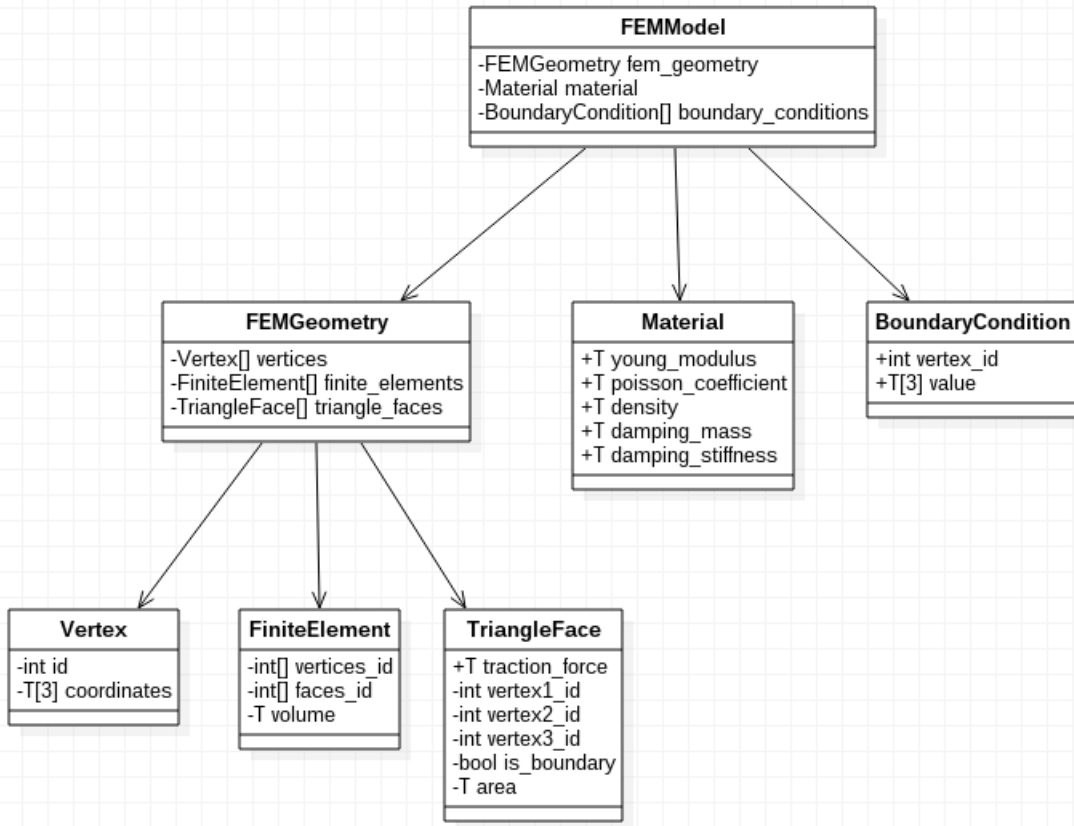 FEMModel
-FEMGeometry fem_geometry
-Material material
-BoundaryCondition[] boundary_conditions
FEMGeometry
-Vertex[] vertices
-FiniteElement[] finite_elements
-TriangleFace[] triangle_faces
Material
+T young_modulus
+T poisson_coefficient
+T density
+T damping_mass
+T damping_stiffness
BoundaryCondition
+int vertex_id
+T[3] value
Vertex
-int id
-T[3] coordinates
FiniteElement
-int[] vertices_id
-int[] faces_id
-T volume
TriangleFace
+T traction_force
-int vertex1_id
-int vertex2_id
-int vertex3_id
-bool is_boundary
-T area